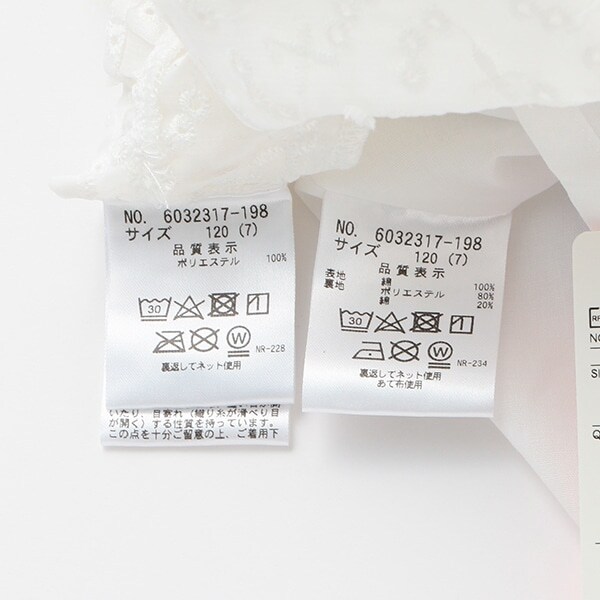 NO. 6032317-198
サイズ 120 (7)
品質表示
ポリエステル 100%
30
W
NR-228
裏返してネット使用
いたり、目寄れ（織り糸が滑べり目
が開く）する性質を持っています。
この点を十分ご留意の上、ご着用下
NO. 6032317-198
サイズ 120 (7)
品質表示
表地 綿 100%
裏地 ポリエステル 80%
綿 20%
30
W
NR-234
裏返してネット使用
あて布使用
NO
SI
Q